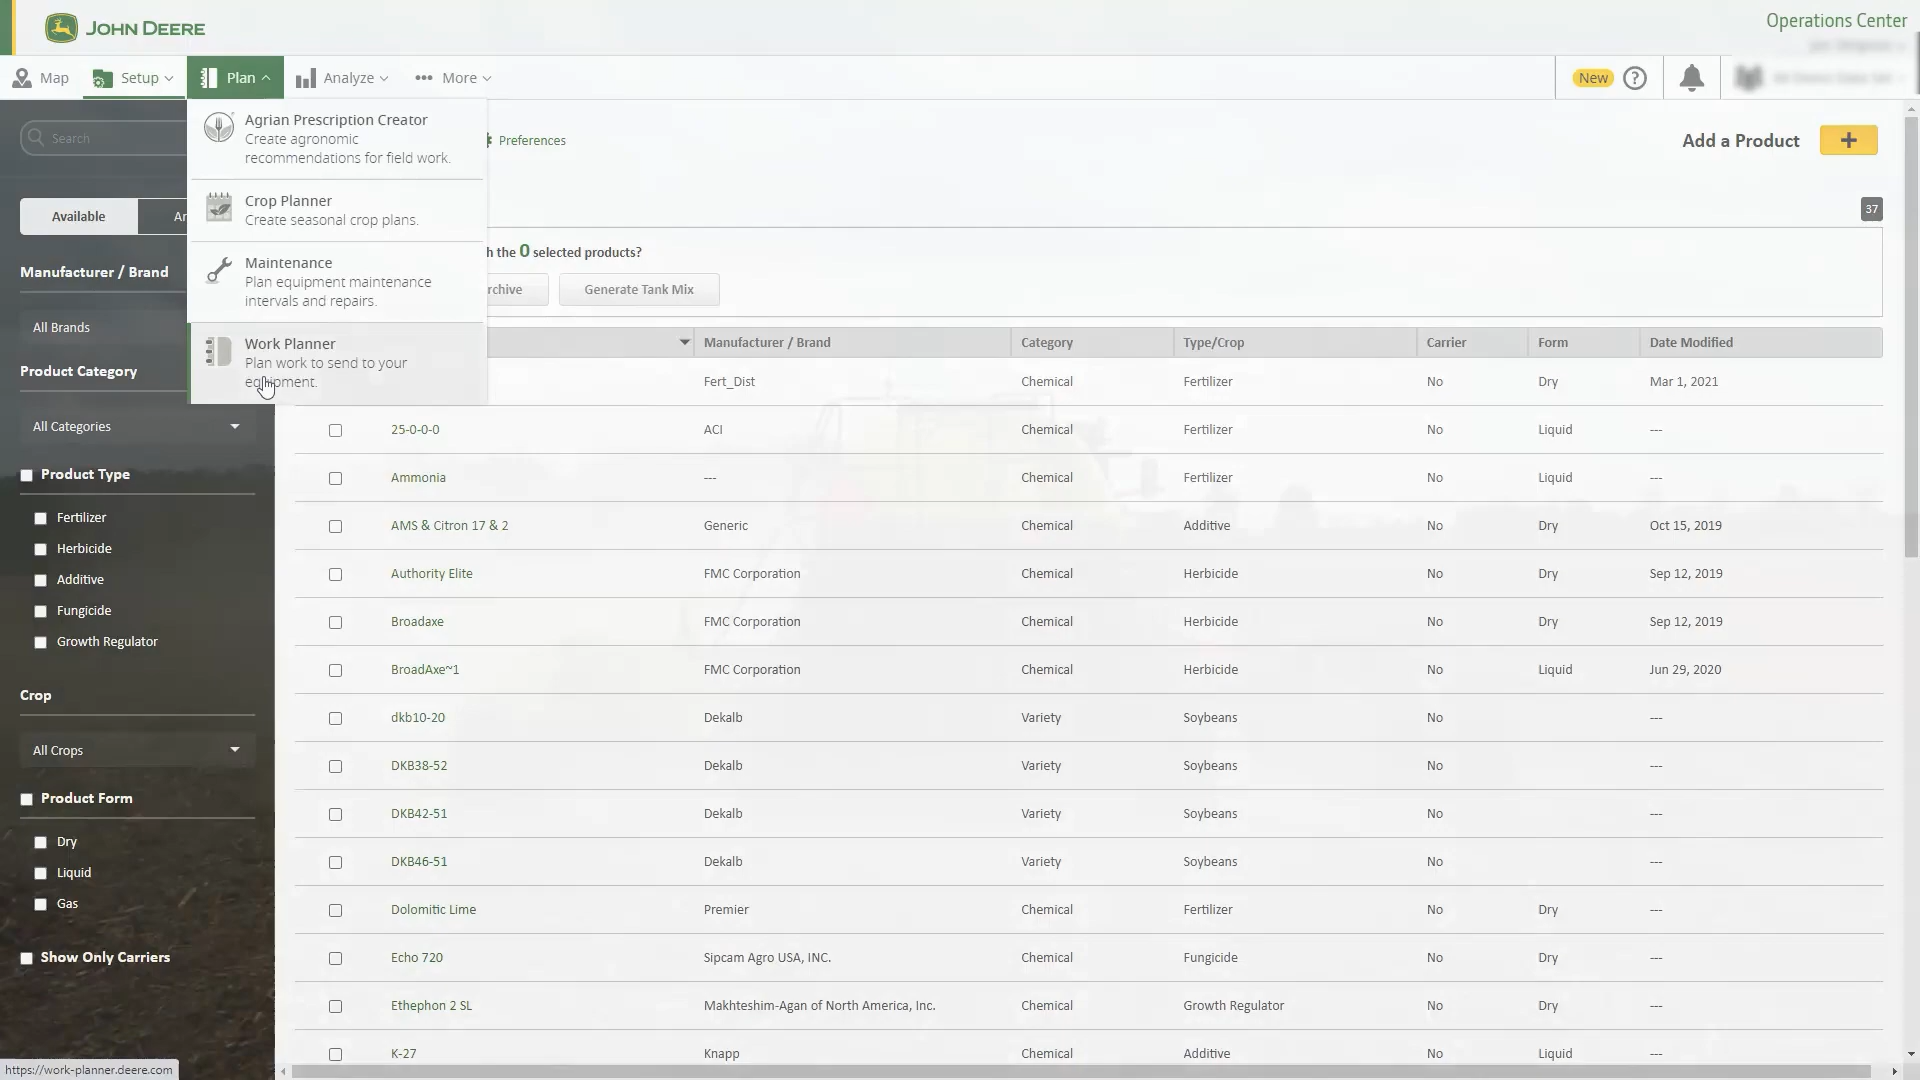 JOHN DEERE
Operations Center
Map
Setup
Plan
Analyze
More
New
?
Search
Agrian Prescription Creator
Create agronomic
recommendations for field work.
Crop Planner
Create seasonal crop plans.
Maintenance
Plan equipment maintenance
intervals and repairs.
Work Planner
Plan work to send to your
equipment.
Preferences
Add a Product
+
37
Available
Ar
h the 0 selected products?
rchive
Generate Tank Mix
Manufacturer / Brand
All Brands
Product Category
All Categories
Product Type
Fertilizer
Herbicide
Additive
Fungicide
Growth Regulator
Crop
All Crops
Product Form
Dry
Liquid
Gas
Show Only Carriers
Manufacturer / Brand Category Type/Crop Carrier Form Date Modified
Fert_Dist Chemical Fertilizer No Dry Mar 1, 2021
25-0-0-0 ACI Chemical Fertilizer No Liquid ---
Ammonia --- Chemical Fertilizer No Liquid ---
AMS & Citron 17 & 2 Generic Chemical Additive No Dry Oct 15, 2019
Authority Elite FMC Corporation Chemical Herbicide No Dry Sep 12, 2019
Broadaxe FMC Corporation Chemical Herbicide No Dry Sep 12, 2019
BroadAxe~1 FMC Corporation Chemical Herbicide No Liquid Jun 29, 2020
dkb10-20 Dekalb Variety Soybeans No ---
DKB38-52 Dekalb Variety Soybeans No ---
DKB42-51 Dekalb Variety Soybeans No ---
DKB46-51 Dekalb Variety Soybeans No ---
Dolomitic Lime Premier Chemical Fertilizer No Dry ---
Echo 720 Sipcam Agro USA, INC. Chemical Fungicide No Dry ---
Ethephon 2 SL Makhteshim-Agan of North America, Inc. Chemical Growth Regulator No Dry ---
K-27 Knapp Chemical Additive No Liquid ---
https://work-planner.deere.com